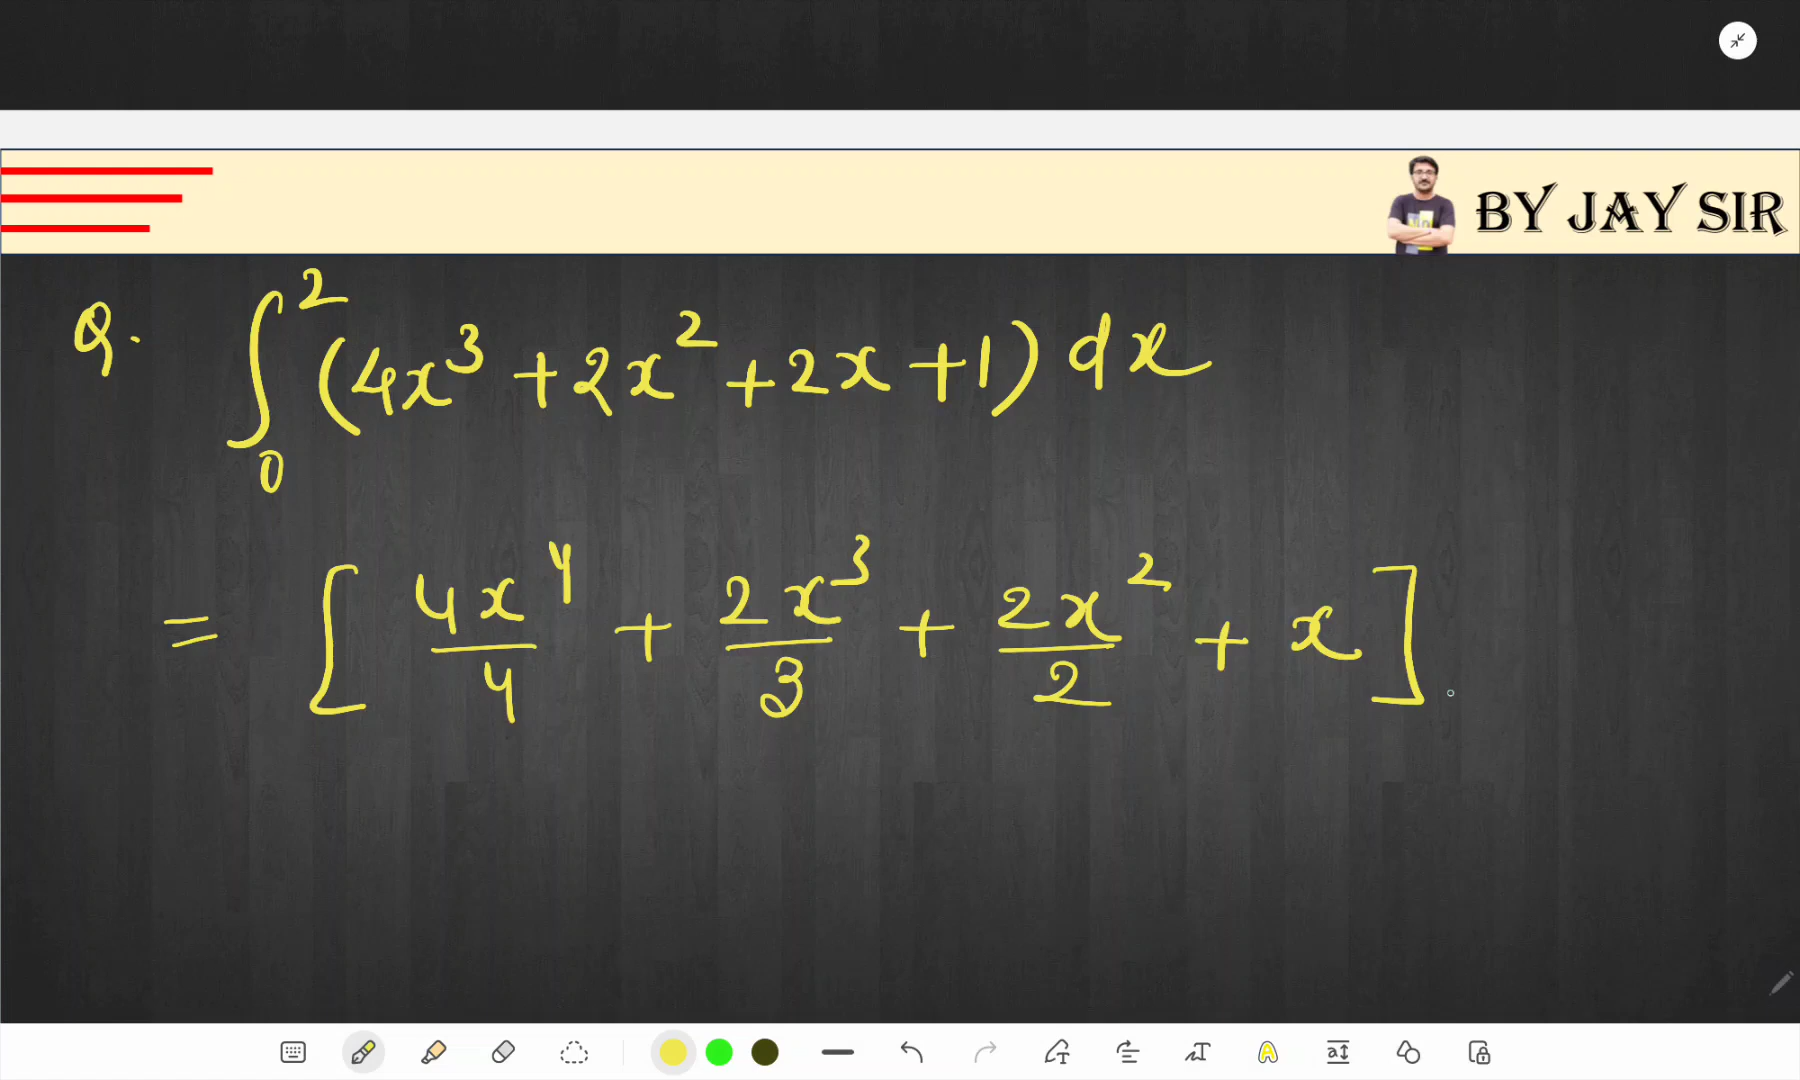 BY JAY SIR
Q. ∫₀² (4x³ + 2x² + 2x + 1) dx
= [ 4x⁴/4 + 2x³/3 + 2x²/2 + x ]